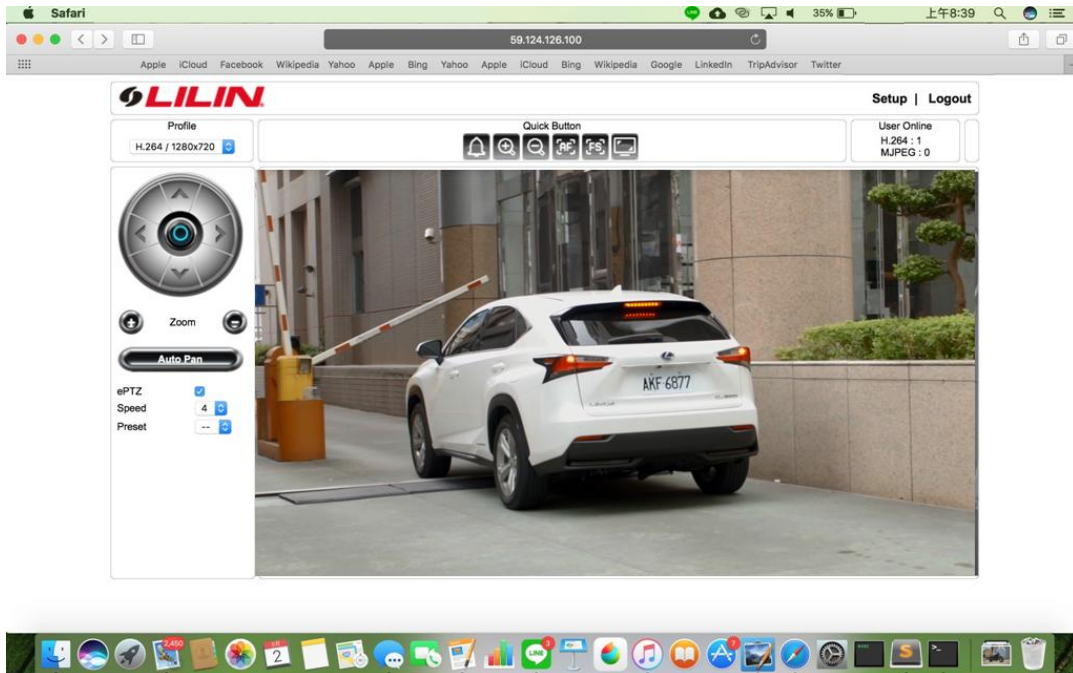 Safari
35%
上午8:39
59.124.126.100
Apple iCloud Facebook Wikipedia Yahoo Apple Bing Yahoo Apple iCloud Bing Wikipedia Google LinkedIn TripAdvisor Twitter
LILIN
Setup | Logout
Profile
H.264 / 1280x720
Quick Button
AF
FS
User Online
H.264 : 1
MJPEG : 0
Zoom
Auto Pan
ePTZ
Speed 4
Preset --
AKF-6877
2,450
2
3
7